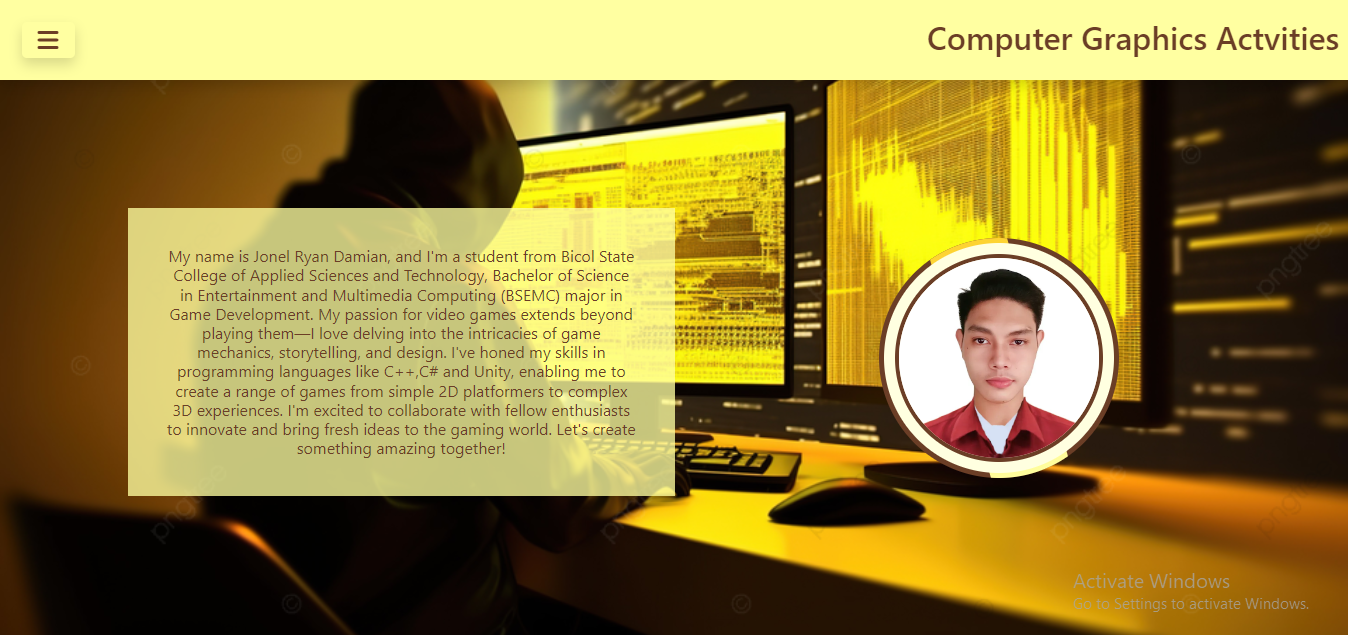 Computer Graphics Actvities
My name is Jonel Ryan Damian, and I'm a student from Bicol State
College of Applied Sciences and Technology, Bachelor of Science
in Entertainment and Multimedia Computing (BSEMC) major in
Game Development. My passion for video games extends beyond
playing them—I love delving into the intricacies of game
mechanics, storytelling, and design. I've honed my skills in
programming languages like C++,C# and Unity, enabling me to
create a range of games from simple 2D platformers to complex
3D experiences. I'm excited to collaborate with fellow enthusiasts
to innovate and bring fresh ideas to the gaming world. Let's create
something amazing together!
pngtree
Activate Windows
Go to Settings to activate Windows.